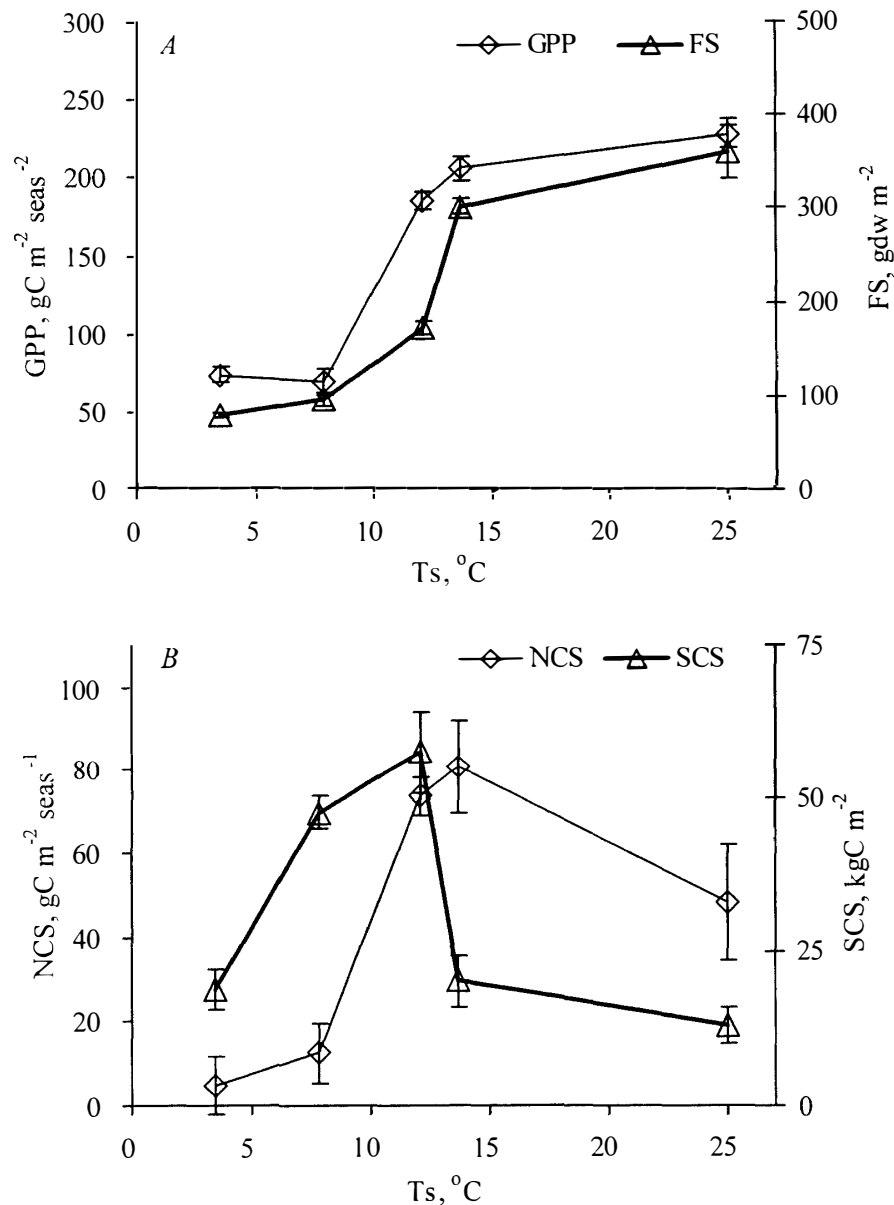 A
GPP FS
300
250
200
150
100
50
0
GPP, gC m⁻² seas⁻²
500
400
300
200
100
0
FS, gdw m⁻²
0 5 10 15 20 25
Ts, °C
B
NCS SCS
100
80
60
40
20
0
NCS, gC m⁻² seas⁻¹
75
50
25
0
SCS, kgC m⁻²
0 5 10 15 20 25
Ts, °C